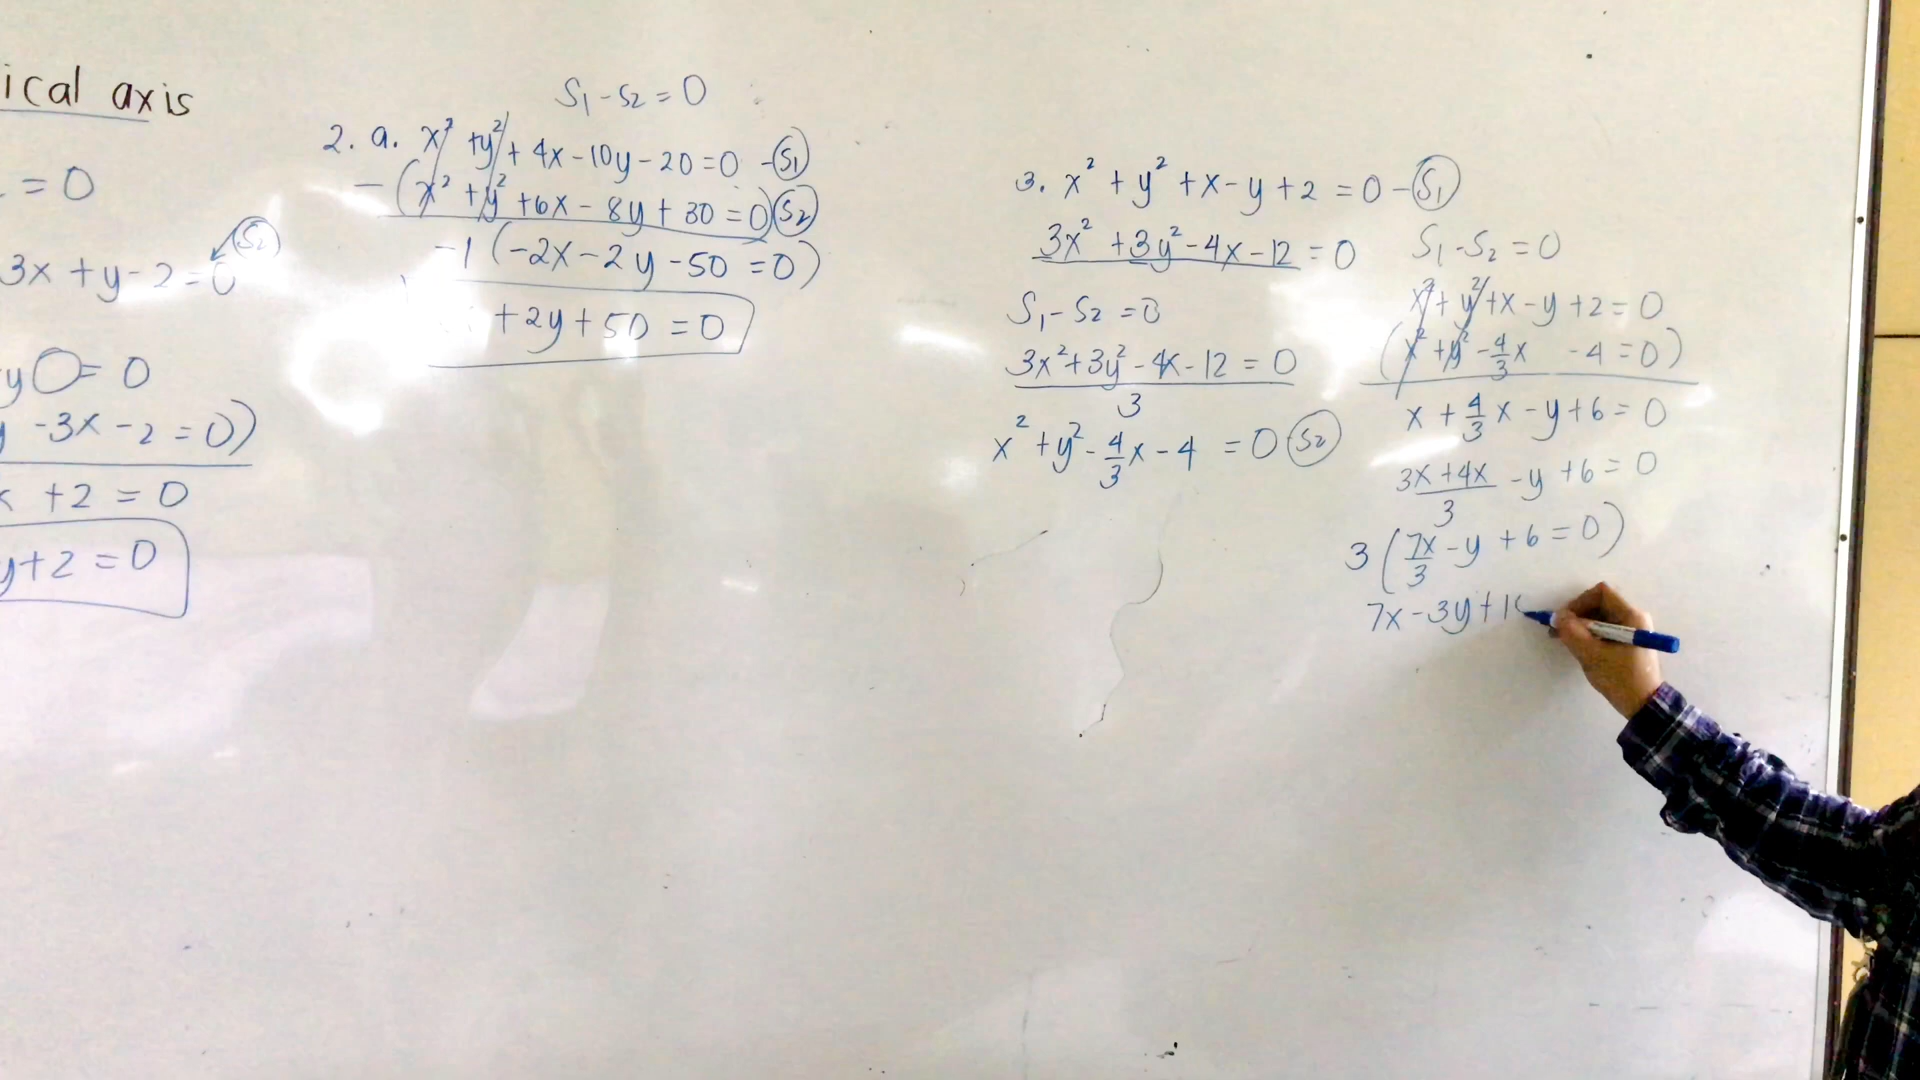 ical axis
= 0
S2
3x + y - 2 = 0
y = 0
-3x - 2 = 0)
+ 2 = 0
y + 2 = 0
S1 - S2 = 0
2. a. x² + y² + 4x - 10y - 20 = 0 - S1
- (x² + y² + 6x - 8y + 30 = 0) S2
-1 (-2x - 2y - 50 = 0)
+ 2y + 50 = 0
3. x² + y² + x - y + 2 = 0 - S1
3x² + 3y² - 4x - 12 = 0
S1 - S2 = 0
3x² + 3y² - 4x - 12 = 0
3
x² + y² - 4/3 x - 4 = 0 S2
S1 - S2 = 0
x² + y² + x - y + 2 = 0
(x² + y² - 4/3 x - 4 = 0)
x + 4/3 x - y + 6 = 0
3x + 4x / 3 - y + 6 = 0
3 (7x/3 - y + 6 = 0)
7x - 3y + 1